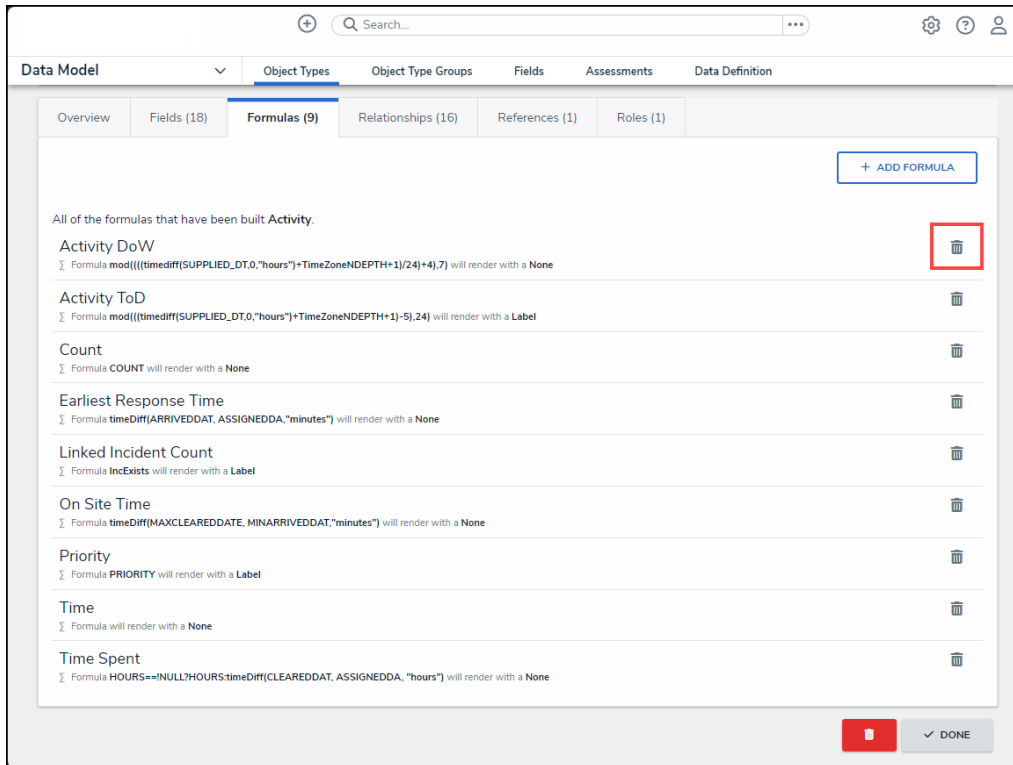 Search...
Data Model
Object Types
Object Type Groups
Fields
Assessments
Data Definition
Overview
Fields (18)
Formulas (9)
Relationships (16)
References (1)
Roles (1)
+ ADD FORMULA
All of the formulas that have been built Activity.
Activity DoW
∑ Formula mod((((timediff(SUPPLIED_DT,0,"hours")+TimeZoneNDEPTH+1)/24)+4),7) will render with a None
Activity ToD
∑ Formula mod(((timediff(SUPPLIED_DT,0,"hours")+TimeZoneNDEPTH+1)-5),24) will render with a Label
Count
∑ Formula COUNT will render with a None
Earliest Response Time
∑ Formula timeDiff(ARRIVEDDAT, ASSIGNEDDA,"minutes") will render with a None
Linked Incident Count
∑ Formula IncExists will render with a Label
On Site Time
∑ Formula timeDiff(MAXCLEAREDDATE, MINARRIVEDDAT,"minutes") will render with a None
Priority
∑ Formula PRIORITY will render with a Label
Time
∑ Formula will render with a None
Time Spent
∑ Formula HOURS==!NULL?HOURS:timeDiff(CLEAREDDAT, ASSIGNEDDA, "hours") will render with a None
DONE